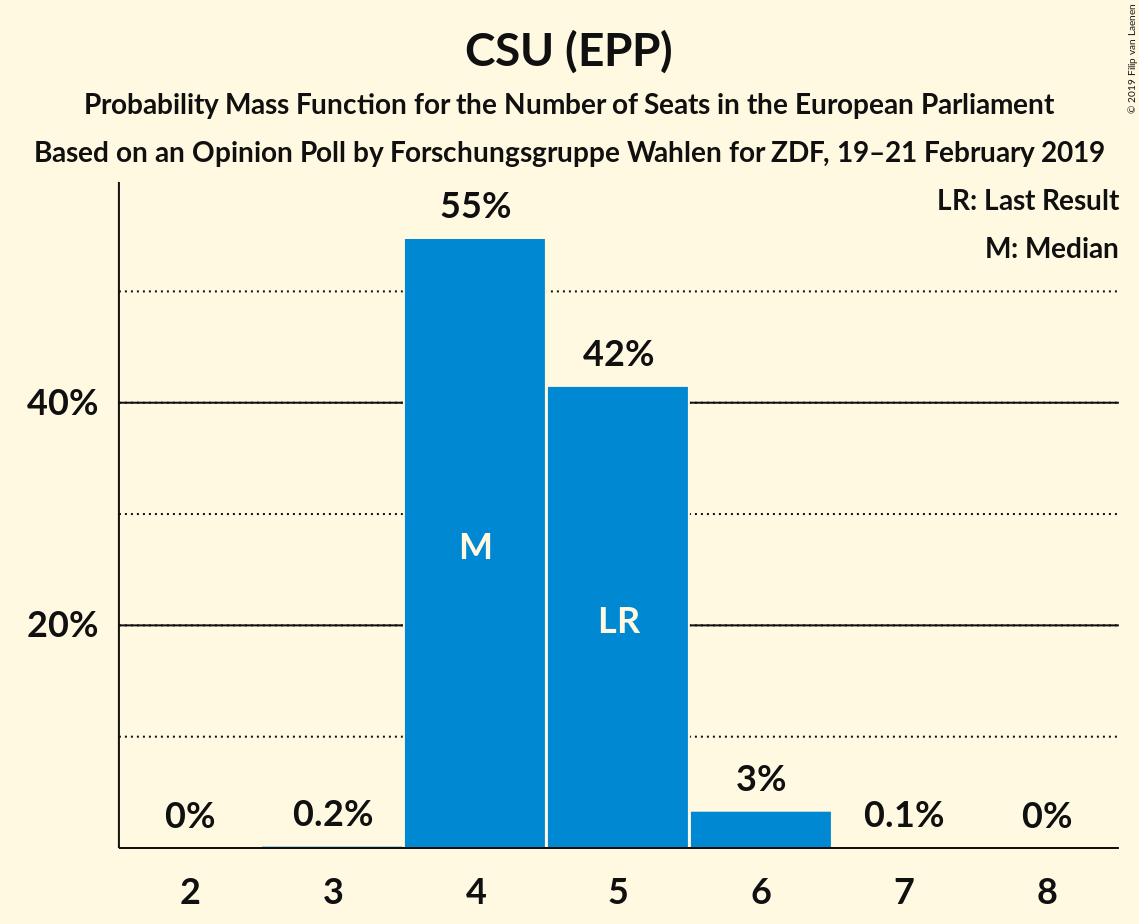 CSU (EPP)
Probability Mass Function for the Number of Seats in the European Parliament
Based on an Opinion Poll by Forschungsgruppe Wahlen for ZDF, 19–21 February 2019
© 2019 Filip van Laenen
LR: Last Result
M: Median
55%
42%
40%
M
LR
20%
0%
0.2%
3%
0.1%
0%
2 3 4 5 6 7 8